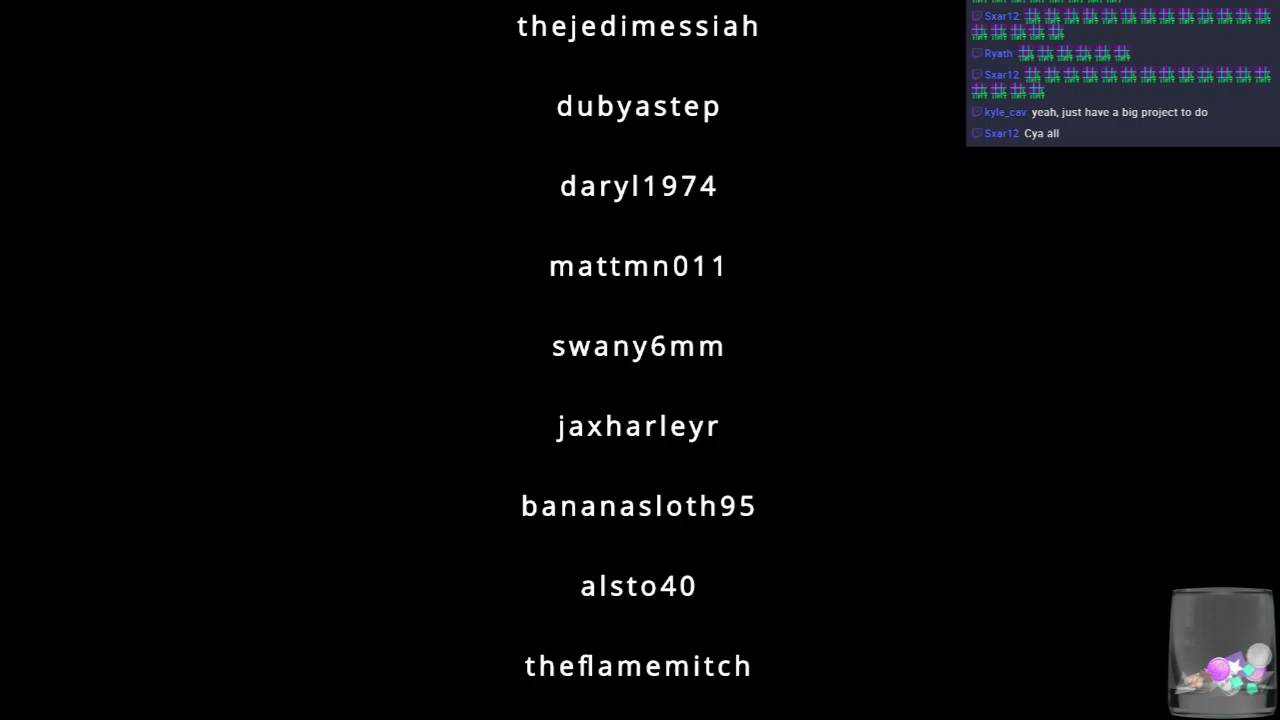 thejedimessiah
dubyastep
daryl1974
mattmn011
swany6mm
jaxharleyr
bananasloth95
alsto40
theflamemitch
Sxar12
Ryath
Sxar12
kyle_cav yeah, just have a big project to do
Sxar12 Cya all